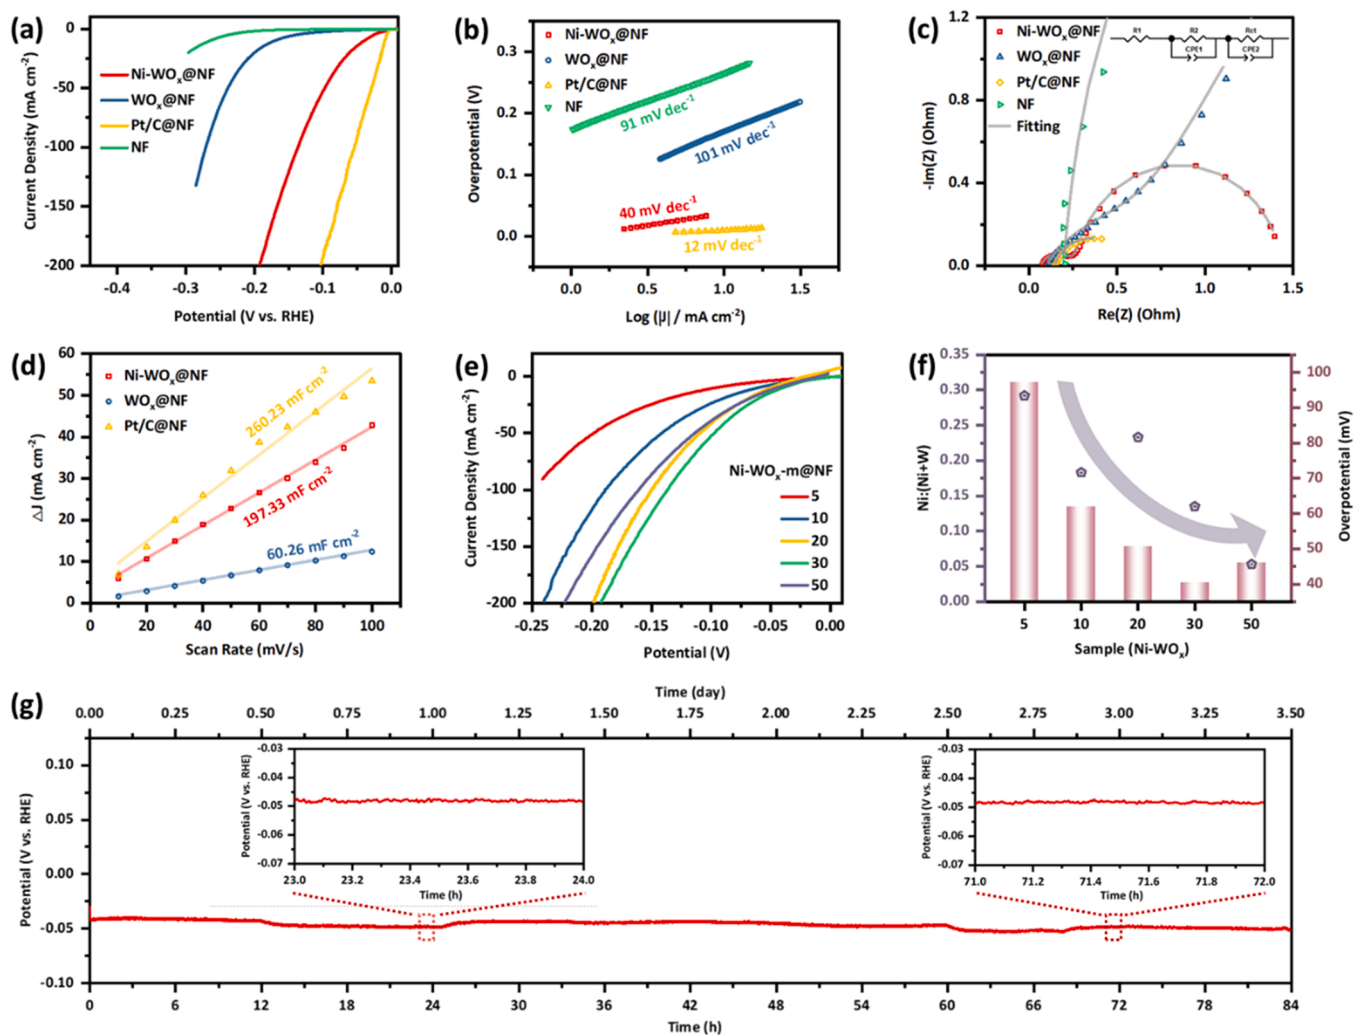 (a)
0
-50
-100
-150
-200
-0.4
-0.3
-0.2
-0.1
0.0
Current Density (mA cm⁻²)
Potential (V vs. RHE)
Ni-WOₓ@NF
WOₓ@NF
Pt/C@NF
NF
(b)
0.3
0.2
0.1
0.0
0.0
0.5
1.0
1.5
Overpotential (V)
Log (|J| / mA cm⁻²)
Ni-WOₓ@NF
WOₓ@NF
Pt/C@NF
NF
91 mV dec⁻¹
101 mV dec⁻¹
40 mV dec⁻¹
12 mV dec⁻¹
(c)
1.2
0.8
0.4
0.0
0.0
0.5
1.0
1.5
-Im(Z) (Ohm)
Re(Z) (Ohm)
Ni-WOₓ@NF
WOₓ@NF
Pt/C@NF
NF
Fitting
R1
R2
Rct
CPE1
CPE2
(d)
60
50
40
30
20
10
0
0
20
40
60
80
100
△J (mA cm⁻²)
Scan Rate (mV/s)
Ni-WOₓ@NF
WOₓ@NF
Pt/C@NF
260.23 mF cm⁻²
197.33 mF cm⁻²
60.26 mF cm⁻²
(e)
0
-50
-100
-150
-200
-0.25
-0.20
-0.15
-0.10
-0.05
0.00
Current Density (mA cm⁻²)
Potential (V)
Ni-WOₓ-m@NF
5
10
20
30
50
(f)
0.35
0.30
0.25
0.20
0.15
0.10
0.05
0.00
5
10
20
30
50
100
90
80
70
60
50
40
Ni:(Ni+W)
Overpotential (mV)
Sample (Ni-WOₓ)
(g)
Time (day)
0.00
0.25
0.50
0.75
1.00
1.25
1.50
1.75
2.00
2.25
2.50
2.75
3.00
3.25
3.50
0.10
0.05
0.00
-0.05
-0.10
Potential (V vs. RHE)
-0.03
-0.04
-0.05
-0.06
-0.07
Potential (V vs. RHE)
23.0
23.2
23.4
23.6
23.8
24.0
Time (h)
-0.03
-0.04
-0.05
-0.06
-0.07
Potential (V vs. RHE)
71.0
71.2
71.4
71.6
71.8
72.0
Time (h)
0
6
12
18
24
30
36
42
48
54
60
66
72
78
84
Time (h)